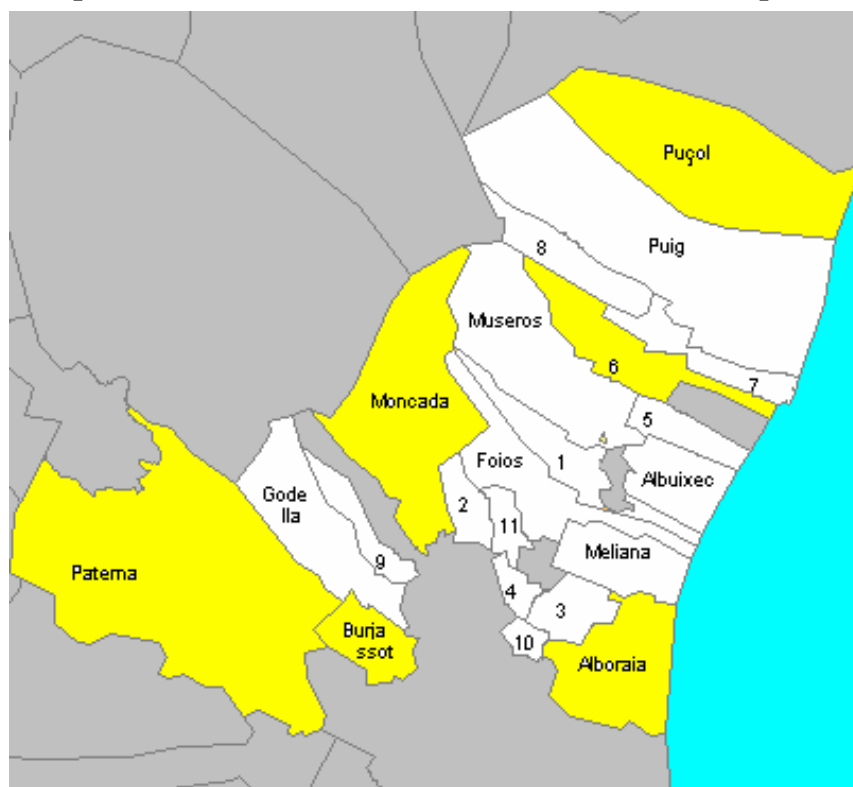 Puçol
Puig
8
Museros
6
7
Moncada
5
Foios
1
Albuixec
Gode
lla
2
11
Meliana
9
Paterna
4
3
Burja
ssot
10
Alboraia